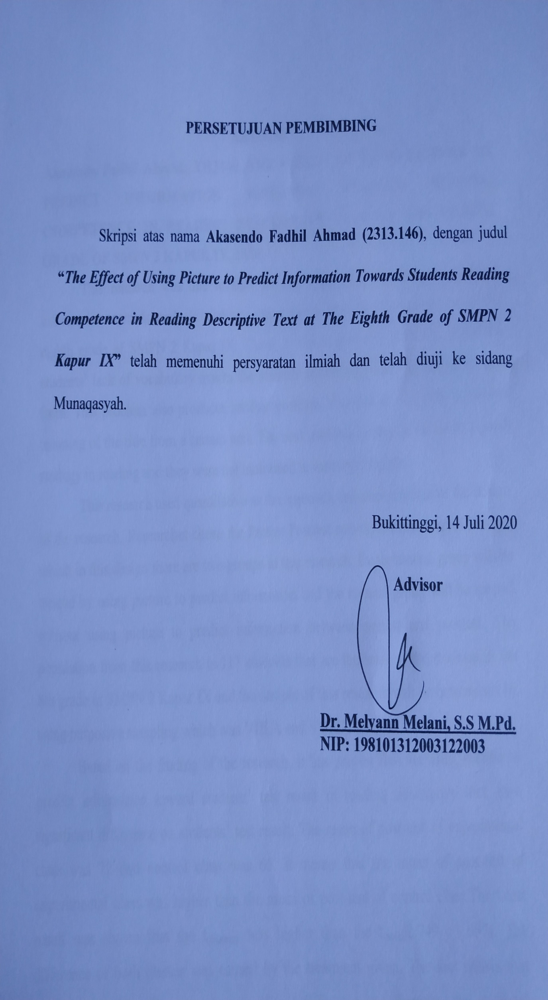 PERSETUJUAN PEMBIMBING
Skripsi atas nama Akasendo Fadhil Ahmad (2313.146), dengan judul
“The Effect of Using Picture to Predict Information Towards Students Reading
Competence in Reading Descriptive Text at The Eighth Grade of SMPN 2
Kapur IX” telah memenuhi persyaratan ilmiah dan telah diuji ke sidang
Munaqasyah.
Bukittinggi, 14 Juli 2020
Advisor
Dr. Melyann Melani, S.S M.Pd.
NIP: 198101312003122003